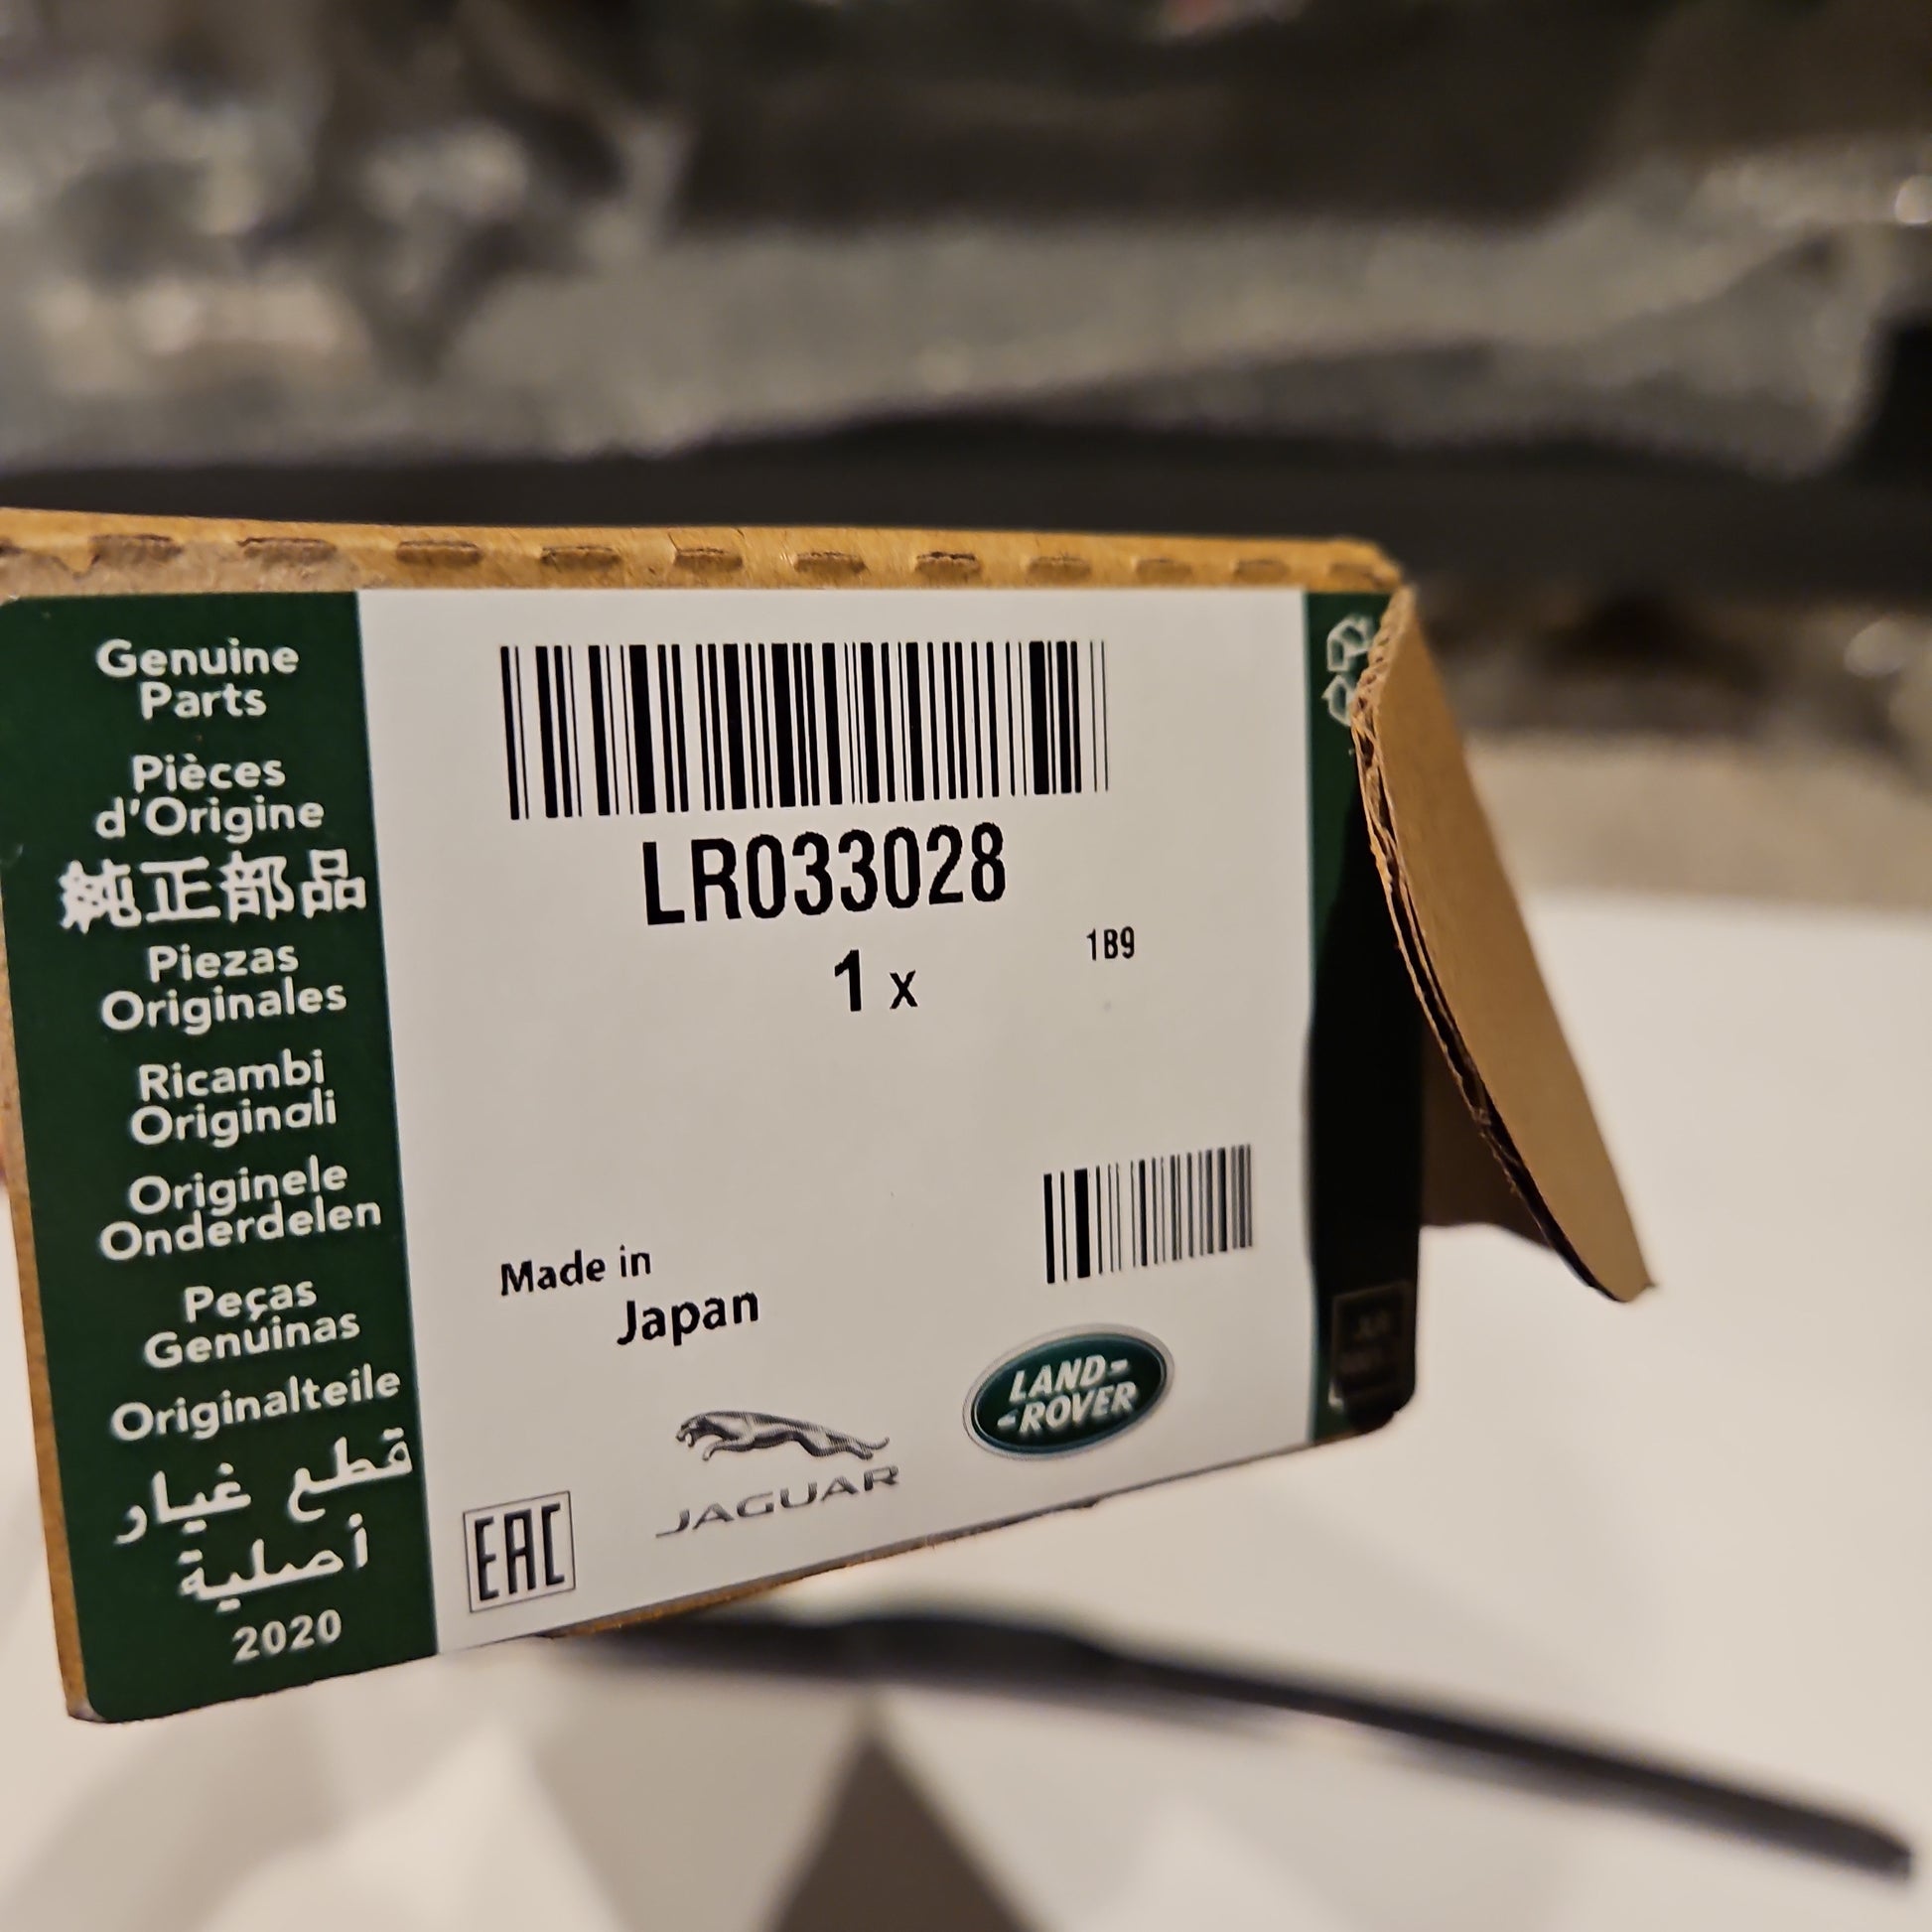 Genuine
Parts
Pièces
d'Origine
純正部品
Piezas
Originales
Ricambi
Originali
Originele
Onderdelen
Peças
Genuínas
Originalteile
قطع غيار
أصلية
2020
LR033028
1 x
1B9
Made in
Japan
EAC
JAGUAR
LAND-
-ROVER